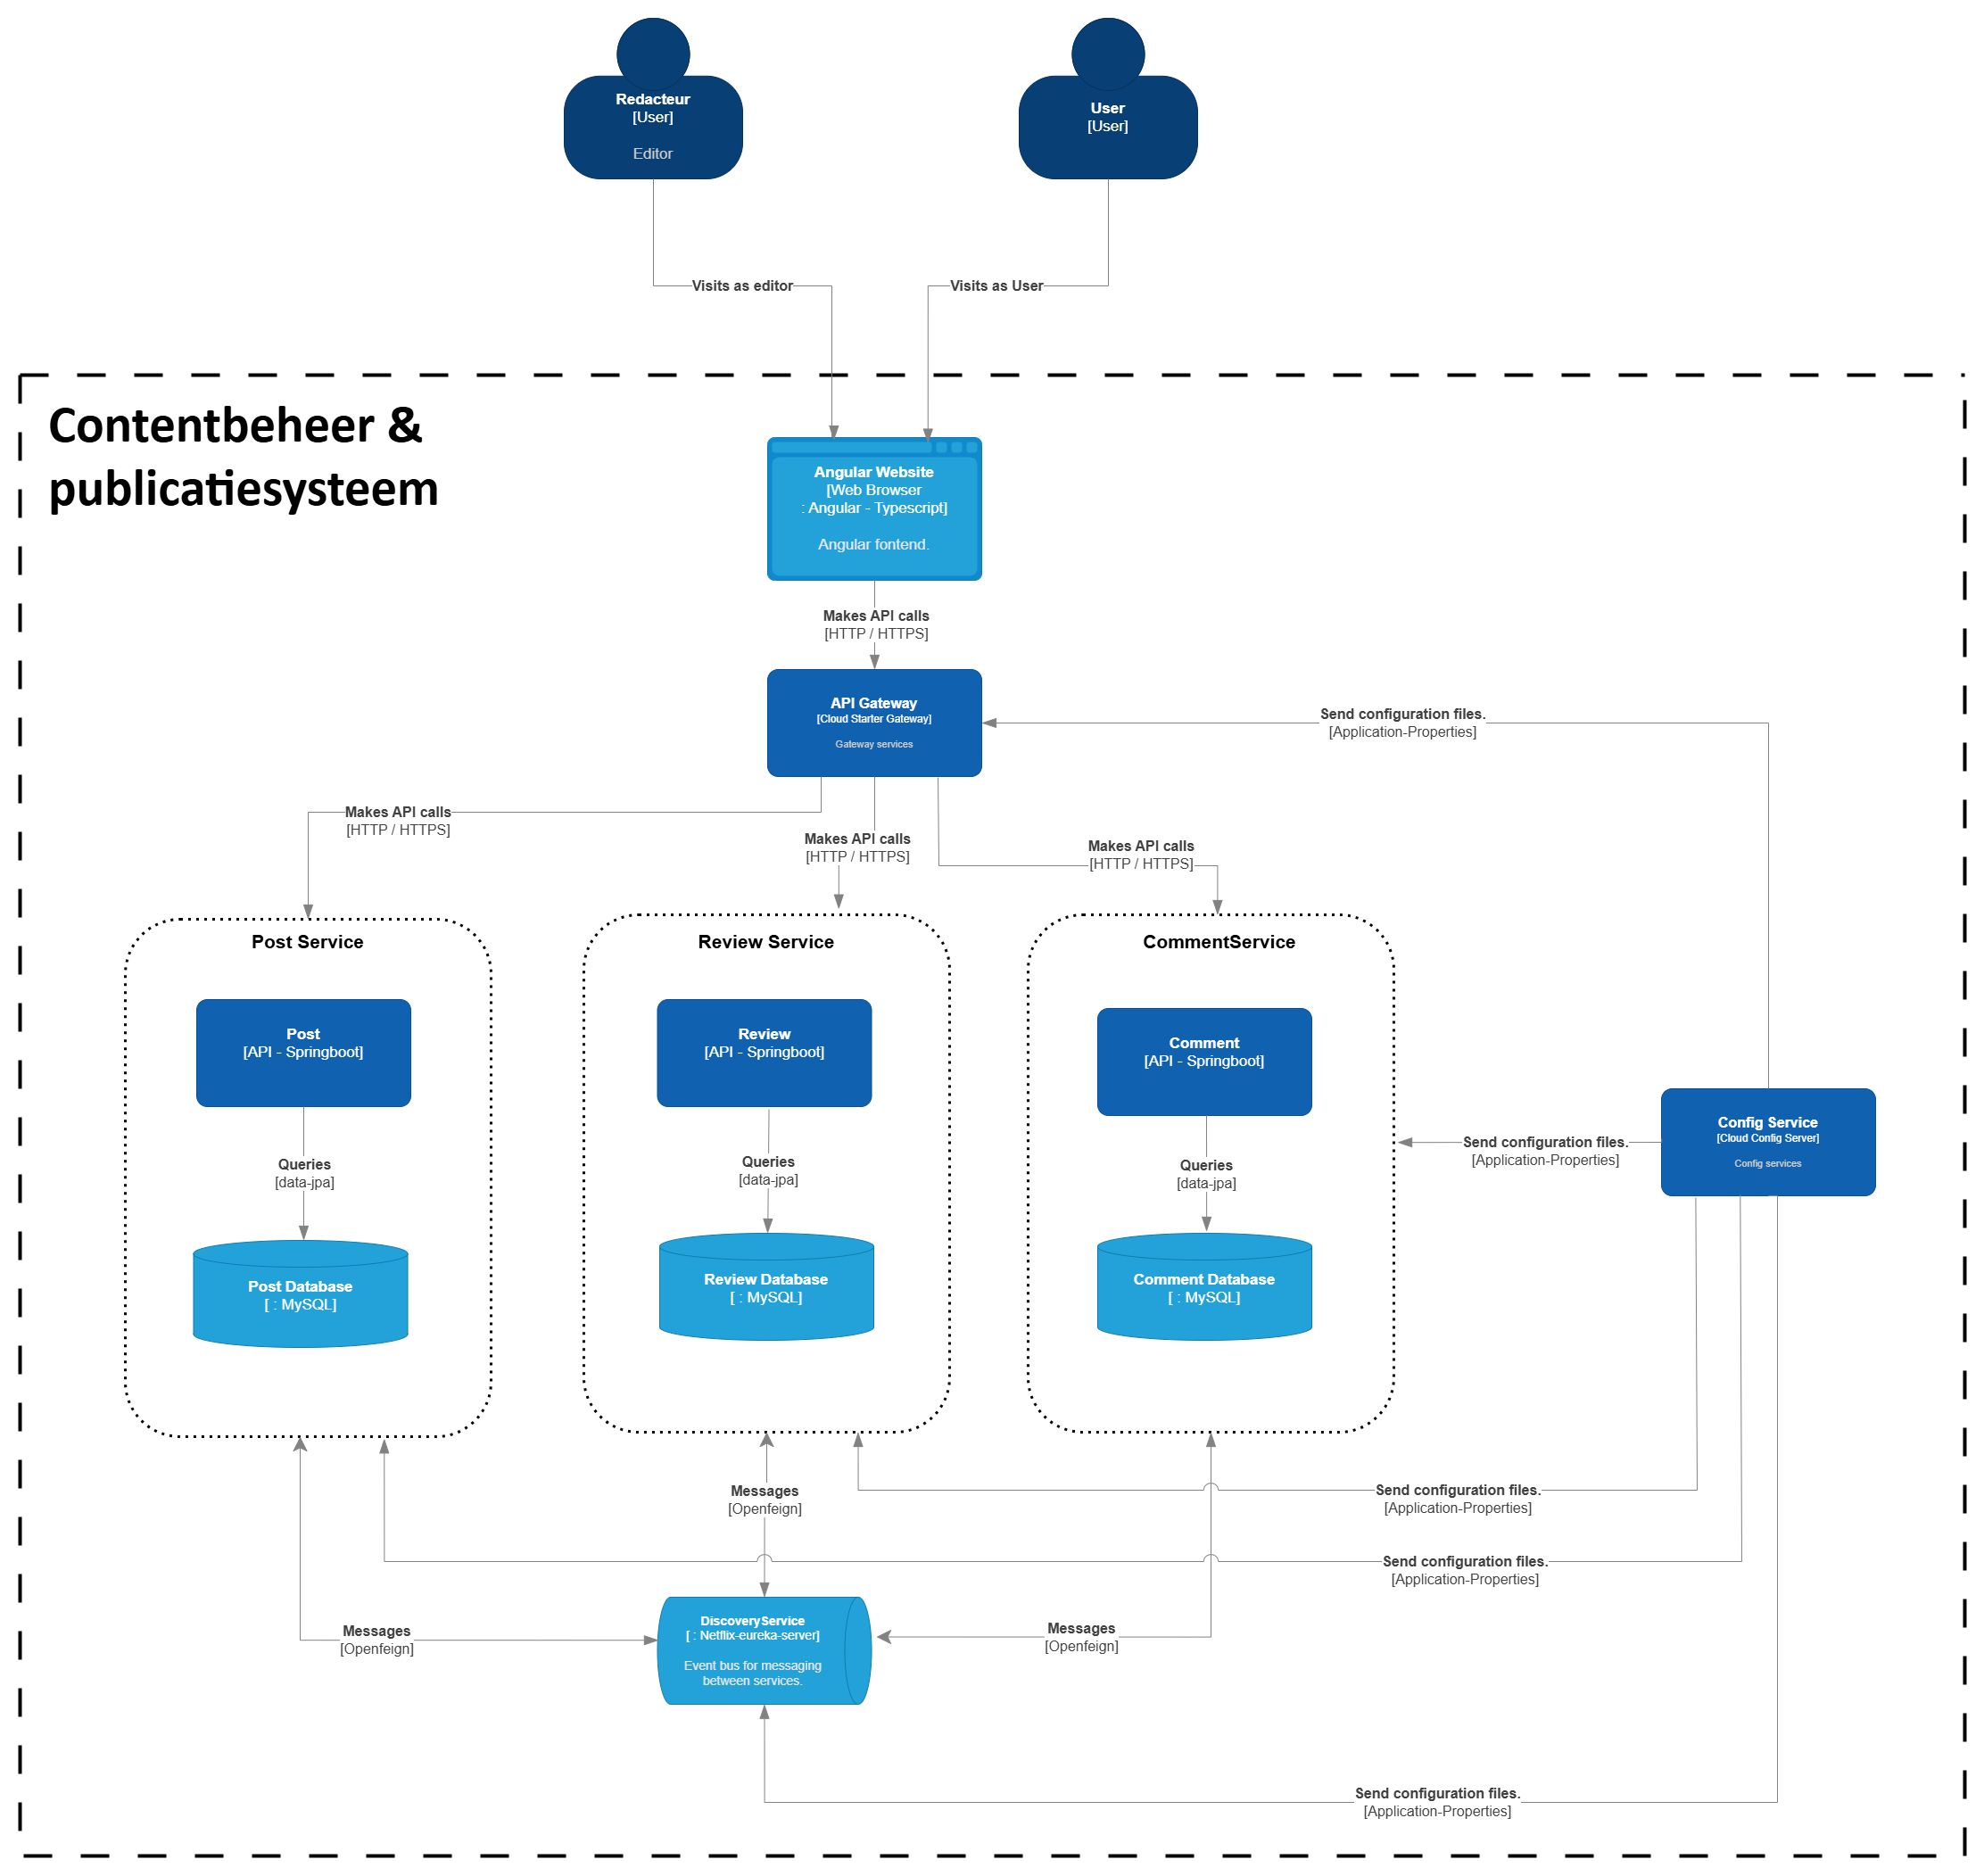 Redacteur
[User]
Editor
User
[User]
Visits as editor
Visits as User
Contentbeheer &
publicatiesysteem
Angular Website
[Web Browser
: Angular - Typescript]
Angular fontend.
Makes API calls
[HTTP / HTTPS]
API Gateway
[Cloud Starter Gateway]
Gateway services
Send configuration files.
[Application-Properties]
Makes API calls
[HTTP / HTTPS]
Makes API calls
[HTTP / HTTPS]
Makes API calls
[HTTP / HTTPS]
Post Service
Review Service
CommentService
Post
[API - Springboot]
Review
[API - Springboot]
Comment
[API - Springboot]
Config Service
[Cloud Config Server]
Config services
Send configuration files.
[Application-Properties]
Queries
[data-jpa]
Queries
[data-jpa]
Queries
[data-jpa]
Post Database
[ : MySQL]
Review Database
[ : MySQL]
Comment Database
[ : MySQL]
Messages
[Openfeign]
Send configuration files.
[Application-Properties]
Send configuration files.
[Application-Properties]
Messages
[Openfeign]
DiscoveryService
[ : Netflix-eureka-server]
Event bus for messaging
between services.
Messages
[Openfeign]
Send configuration files.
[Application-Properties]